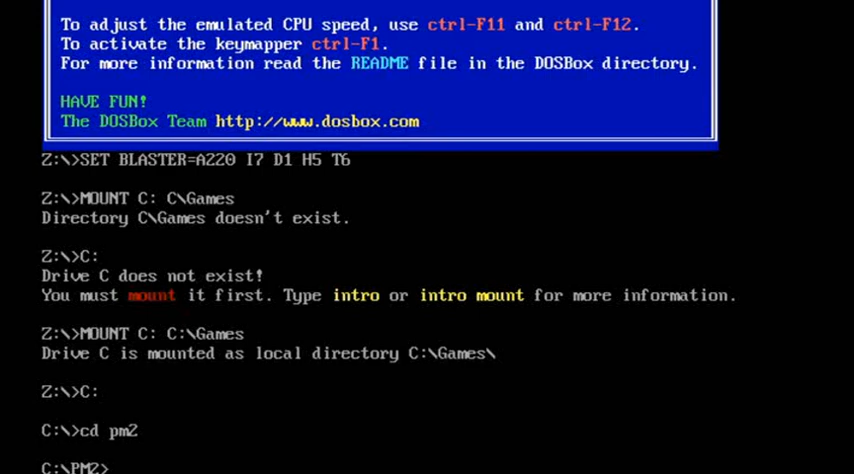 To adjust the emulated CPU speed, use ctrl-F11 and ctrl-F12.
To activate the keymapper ctrl-F1.
For more information read the README file in the DOSBox directory.
HAVE FUN!
The DOSBox Team http://www.dosbox.com
Z:\>SET BLASTER=A220 I7 D1 H5 T6
Z:\>MOUNT C: C\Games
Directory C\Games doesn't exist.
Z:\>C:
Drive C does not exist!
You must mount it first. Type intro or intro mount for more information.
Z:\>MOUNT C: C:\Games
Drive C is mounted as local directory C:\Games\
Z:\>C:
C:\>cd pm2
C:\PM2>